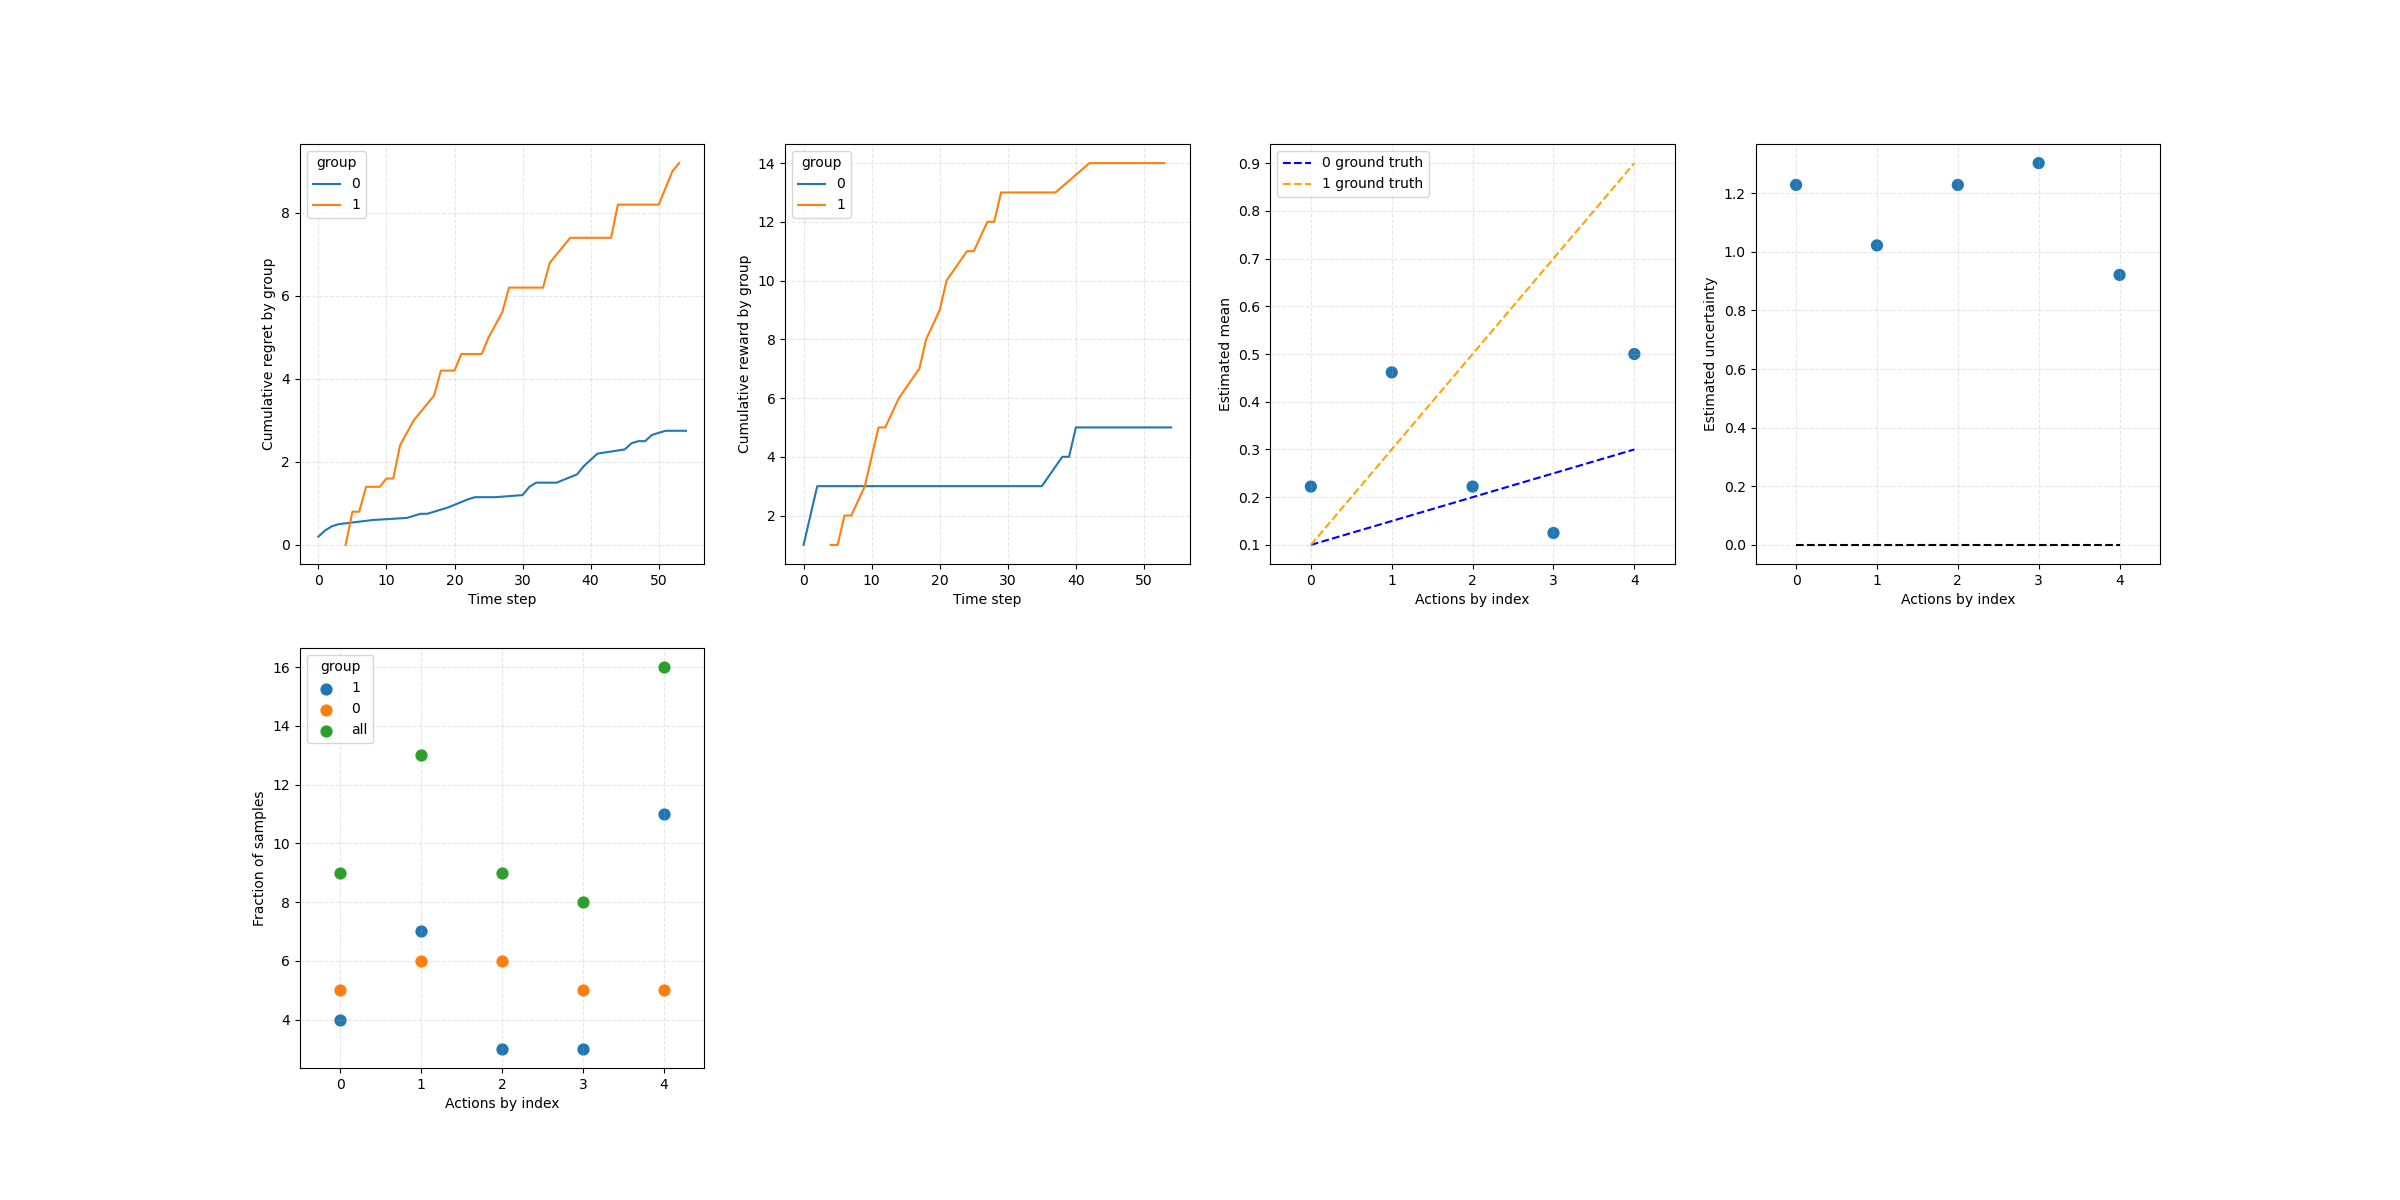 group
0
1
Cumulative regret by group
8
6
4
2
0
0 10 20 30 40 50
Time step
group
0
1
Cumulative reward by group
14
12
10
8
6
4
2
0 10 20 30 40 50
Time step
0 ground truth
1 ground truth
Estimated mean
0.9
0.8
0.7
0.6
0.5
0.4
0.3
0.2
0.1
0 1 2 3 4
Actions by index
Estimated uncertainty
1.2
1.0
0.8
0.6
0.4
0.2
0.0
0 1 2 3 4
Actions by index
group
1
0
all
Fraction of samples
16
14
12
10
8
6
4
0 1 2 3 4
Actions by index